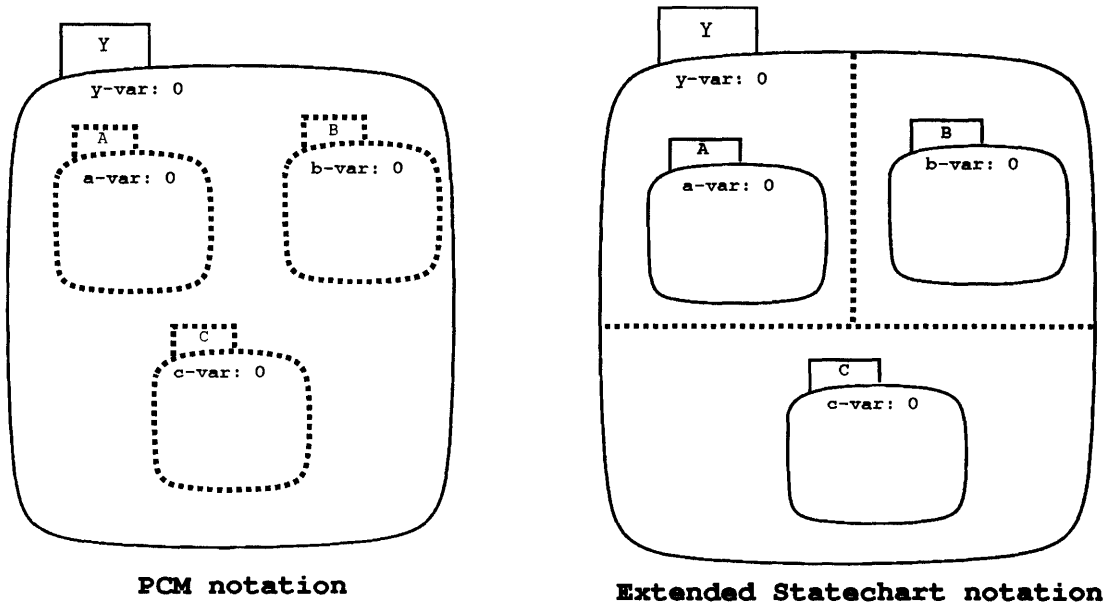 Y
y-var: 0
A
a-var: 0
B
b-var: 0
C
c-var: 0
PCM notation
Y
y-var: 0
A
a-var: 0
B
b-var: 0
C
c-var: 0
Extended Statechart notation